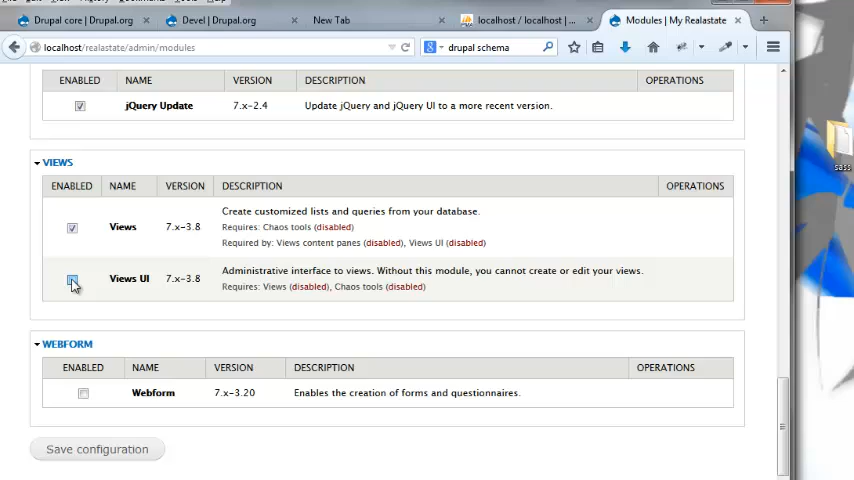 Drupal core | Drupal.org
Devel | Drupal.org
New Tab
localhost / localhost | ...
Modules | My Realastate
localhost/realastate/admin/modules
drupal schema
ENABLED NAME VERSION DESCRIPTION OPERATIONS
jQuery Update 7.x-2.4 Update jQuery and jQuery UI to a more recent version.
VIEWS
ENABLED NAME VERSION DESCRIPTION OPERATIONS
Create customized lists and queries from your database.
Views 7.x-3.8 Requires: Chaos tools (disabled)
Required by: Views content panes (disabled), Views UI (disabled)
Administrative interface to views. Without this module, you cannot create or edit your views.
Views UI 7.x-3.8
Requires: Views (disabled), Chaos tools (disabled)
WEBFORM
ENABLED NAME VERSION DESCRIPTION OPERATIONS
Webform 7.x-3.20 Enables the creation of forms and questionnaires.
Save configuration
sass